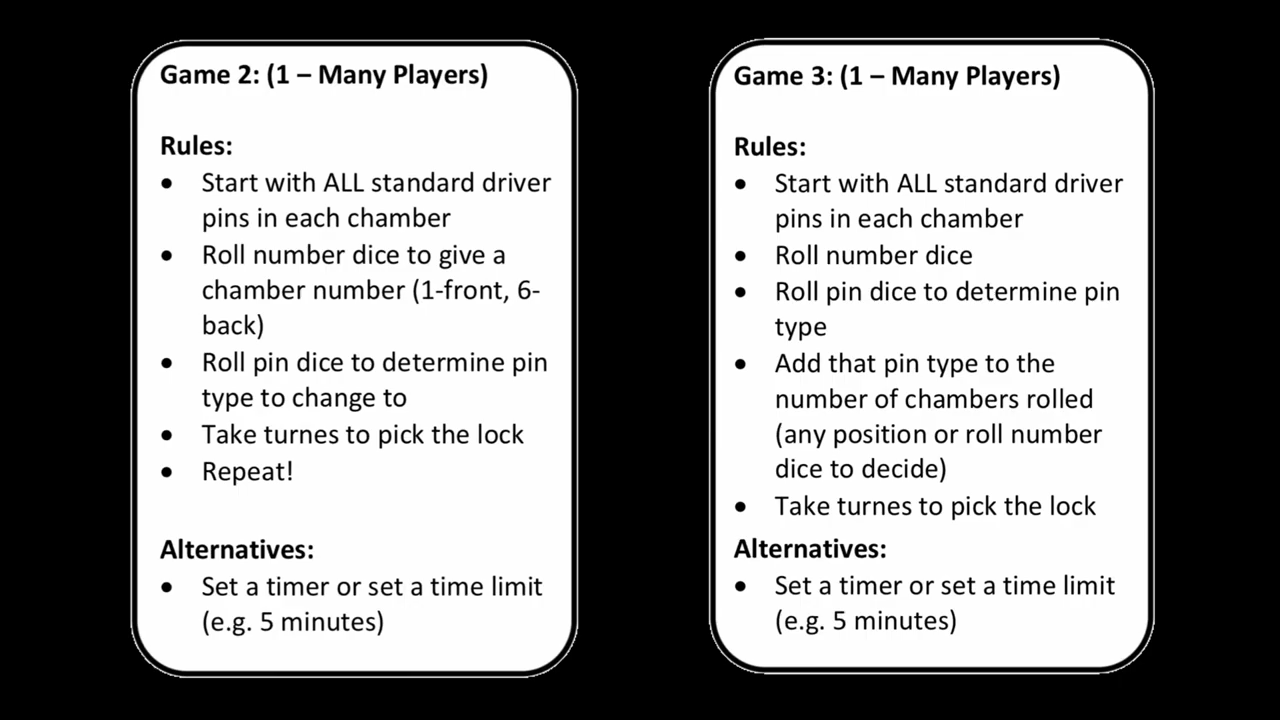 Game 2: (1 – Many Players)
Rules:
• Start with ALL standard driver
pins in each chamber
• Roll number dice to give a
chamber number (1-front, 6-
back)
• Roll pin dice to determine pin
type to change to
• Take turnes to pick the lock
• Repeat!
Alternatives:
• Set a timer or set a time limit
(e.g. 5 minutes)
Game 3: (1 – Many Players)
Rules:
• Start with ALL standard driver
pins in each chamber
• Roll number dice
• Roll pin dice to determine pin
type
• Add that pin type to the
number of chambers rolled
(any position or roll number
dice to decide)
• Take turnes to pick the lock
Alternatives:
• Set a timer or set a time limit
(e.g. 5 minutes)